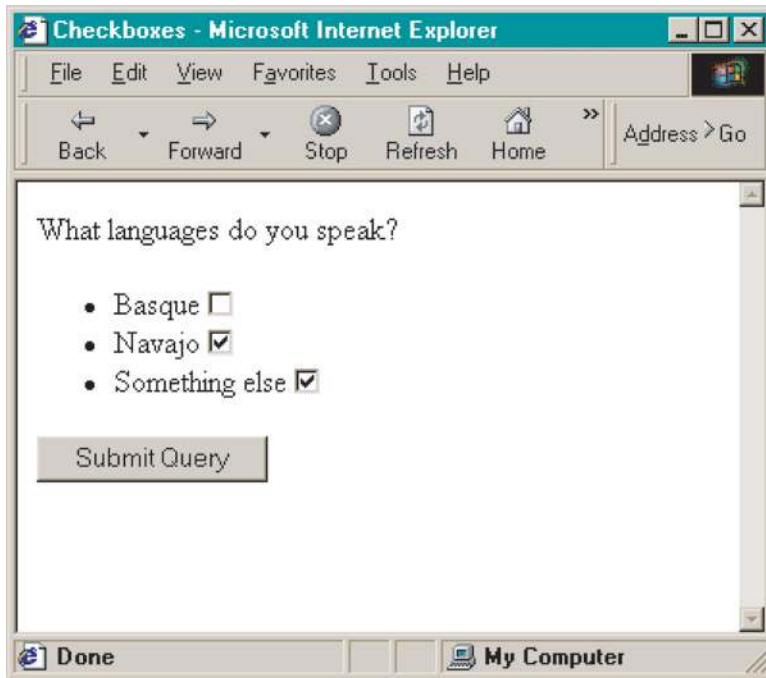 Checkboxes - Microsoft Internet Explorer
File Edit View Favorites Tools Help
Back Forward Stop Refresh Home » Address Go
What languages do you speak?
• Basque
• Navajo
• Something else
Submit Query
Done My Computer